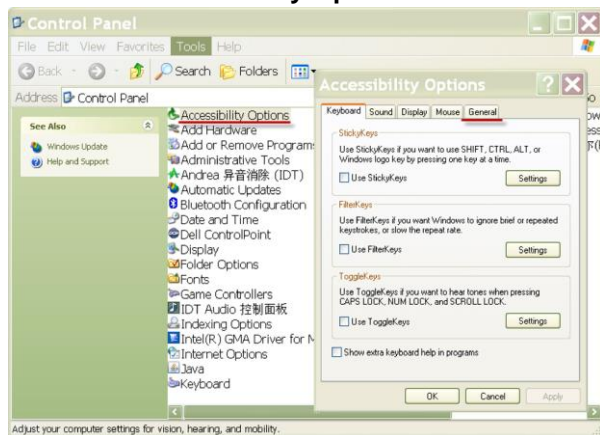 Control Panel
File Edit View Favorites Tools Help
Back Search Folders
Address Control Panel
See Also
Windows Update
Help and Support
Accessibility Options
Add Hardware
Add or Remove Program
Administrative Tools
Andrea 异音消除 (IDT)
Automatic Updates
Bluetooth Configuration
Date and Time
Dell ControlPoint
Display
Folder Options
Fonts
Game Controllers
IDT Audio 控制面板
Indexing Options
Intel(R) GMA Driver for M
Internet Options
Java
Keyboard
Accessibility Options
Keyboard Sound Display Mouse General
StickyKeys
Use StickyKeys if you want to use SHIFT, CTRL, ALT, or
Windows logo key by pressing one key at a time.
Use StickyKeys Settings
FilterKeys
Use FilterKeys if you want Windows to ignore brief or repeated
keystrokes, or slow the repeat rate.
Use FilterKeys Settings
ToggleKeys
Use ToggleKeys if you want to hear tones when pressing
CAPS LOCK, NUM LOCK, and SCROLL LOCK.
Use ToggleKeys Settings
Show extra keyboard help in programs
OK Cancel Apply
Adjust your computer settings for vision, hearing, and mobility.